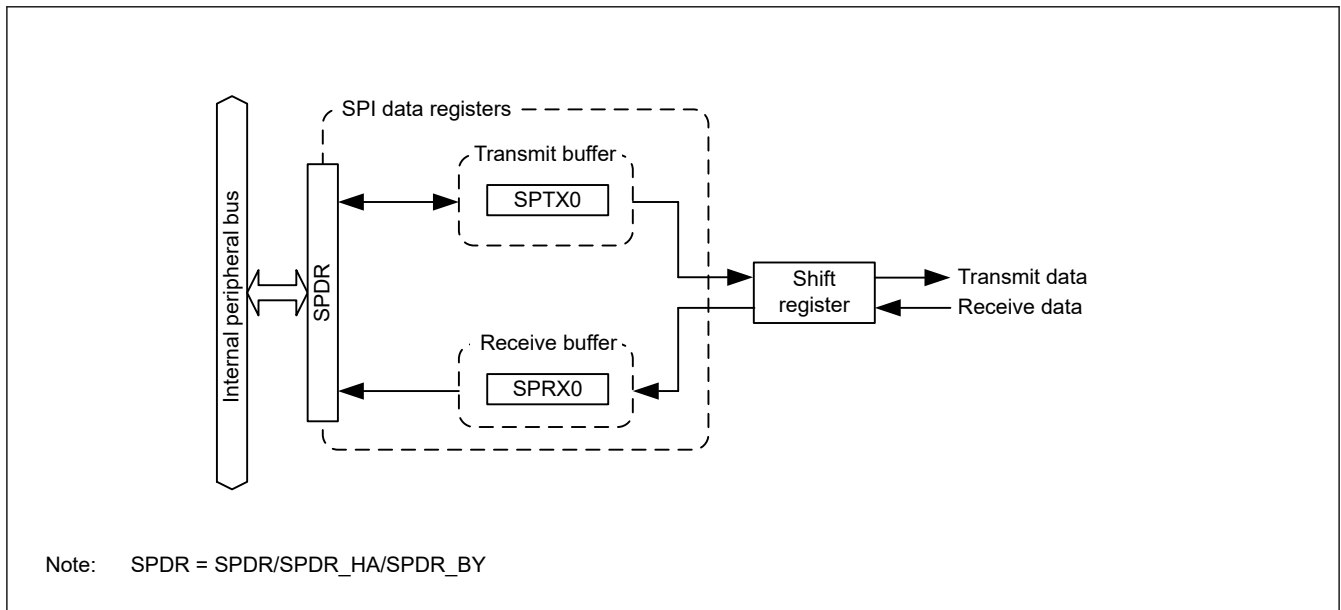 SPI data registers
Transmit buffer
SPTX0
Internal peripheral bus
SPDR
Shift
register
Transmit data
Receive data
Receive buffer
SPRX0
Note: SPDR = SPDR/SPDR_HA/SPDR_BY